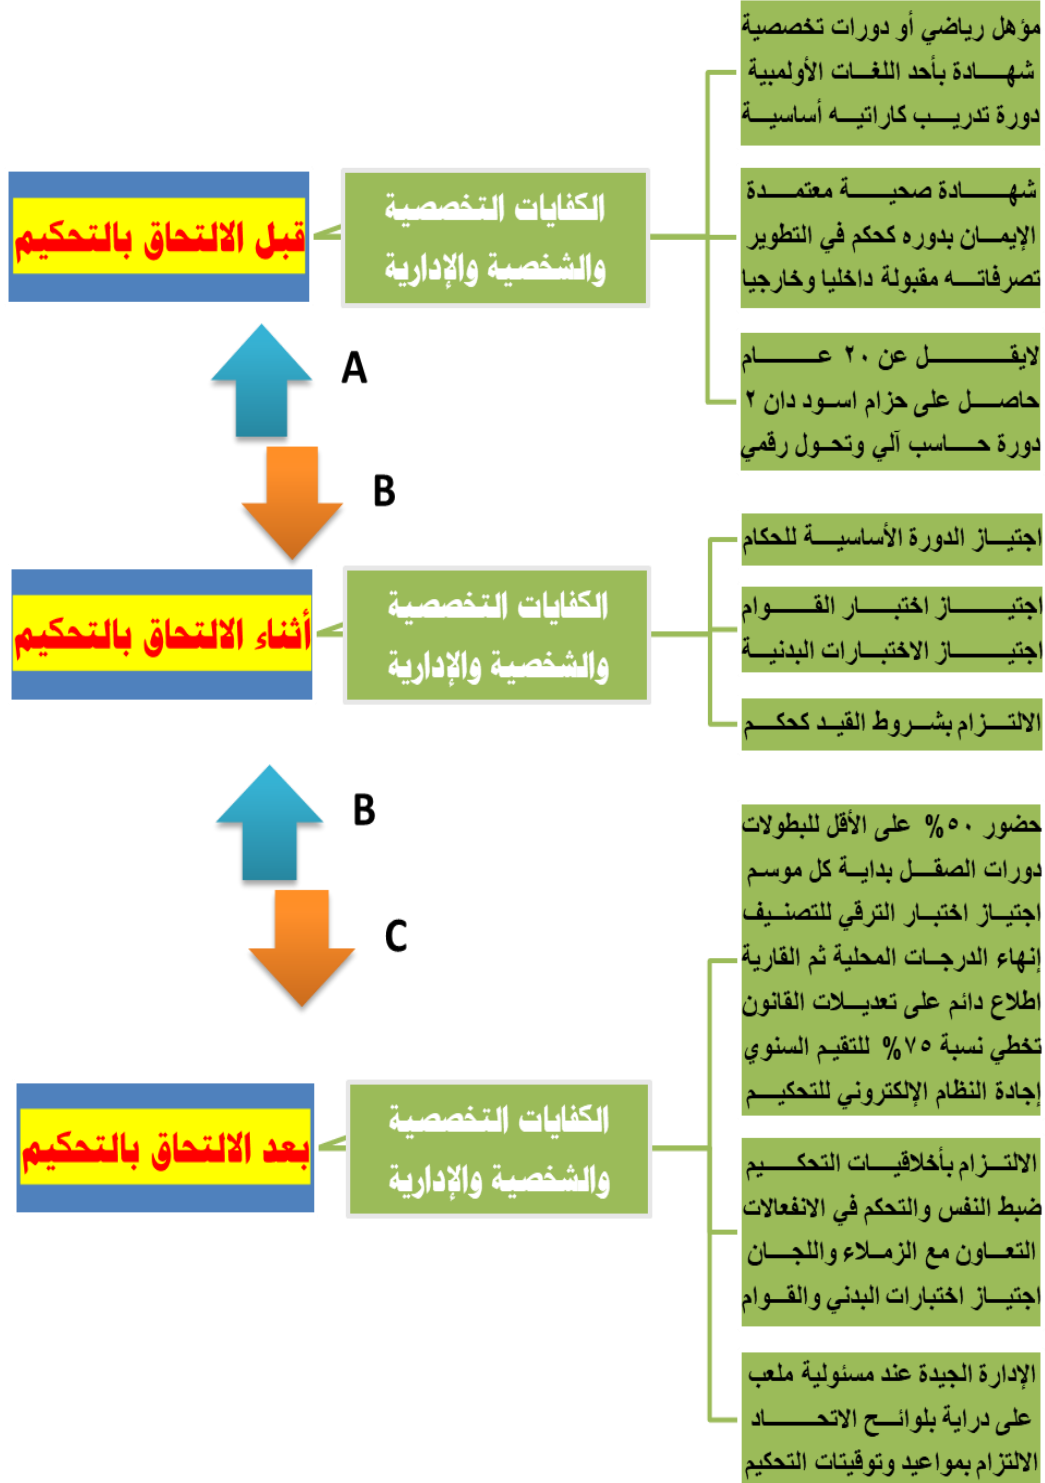 مؤهل رياضي أو دورات تخصصية
شهادة بأحد اللغات الأولمبية
دورة تدريب كاراتيه أساسية
قبل الالتحاق بالتحكيم
الكفايات التخصصية
والشخصية والإدارية
شهادة صحية معتمدة
الإيمان بدوره كحكم في التطوير
تصرفاته مقبولة داخليا وخارجيا
A
لايقل عن ٢٠ عام
حاصل على حزام اسود دان ٢
دورة حاسب آلي وتحول رقمي
B
أثناء الالتحاق بالتحكيم
الكفايات التخصصية
والشخصية والإدارية
اجتياز الدورة الأساسية للحكام
اجتياز اختبار القوام
اجتياز الاختبارات البدنية
الالتزام بشروط القيد كحكم
B
C
بعد الالتحاق بالتحكيم
الكفايات التخصصية
والشخصية والإدارية
حضور ٥٠% على الأقل للبطولات
دورات الصقل بداية كل موسم
اجتياز اختبار الترقي للتصنيف
إنهاء الدرجات المحلية ثم القارية
اطلاع دائم على تعديلات القانون
تخطي نسبة ٧٥% للتقيم السنوي
إجادة النظام الإلكتروني للتحكيم
الالتزام بأخلاقيات التحكيم
ضبط النفس والتحكم في الانفعالات
التعاون مع الزملاء واللجان
اجتياز اختبارات البدني والقوام
الإدارة الجيدة عند مسئولية ملعب
على دراية بلوائح الاتحاد
الالتزام بمواعيد وتوقيتات التحكيم